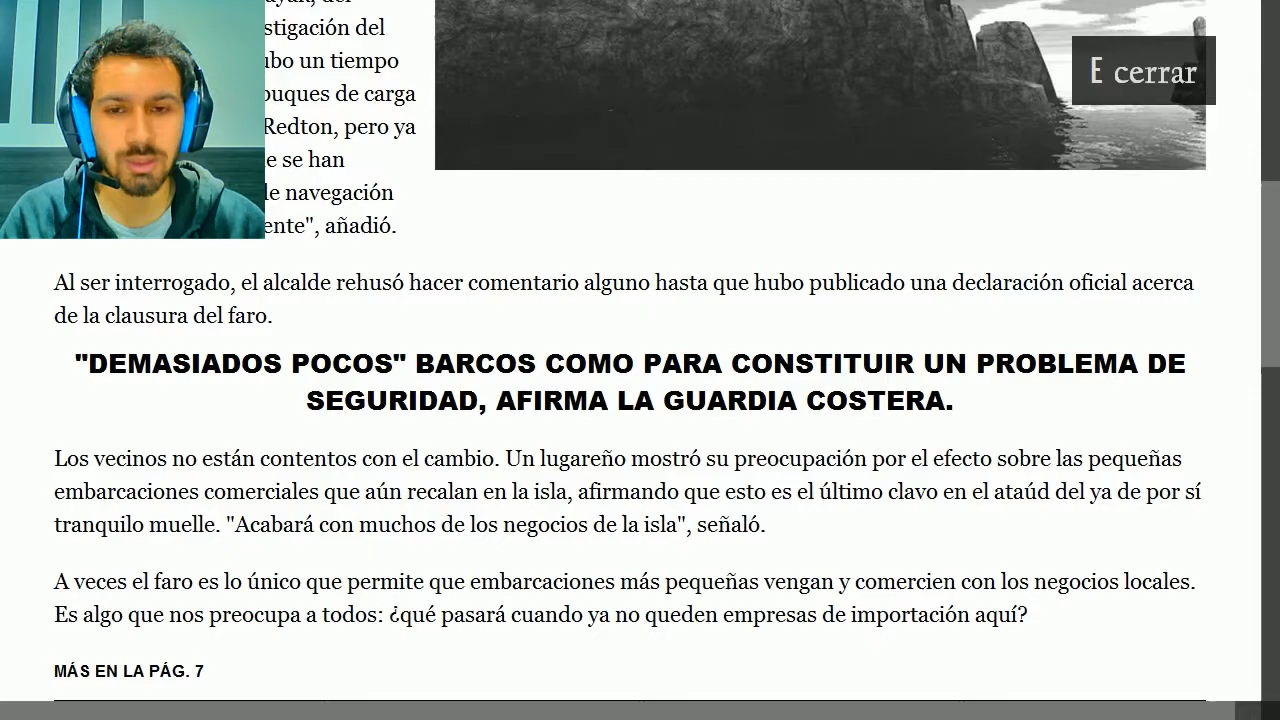 stigación del
un tiempo
buques de carga
Redton, pero ya
se han
de navegación
", añadió.
E cerrar
Al ser interrogado, el alcalde rehusó hacer comentario alguno hasta que hubo publicado una declaración oficial acerca
de la clausura del faro.
"DEMASIADOS POCOS" BARCOS COMO PARA CONSTITUIR UN PROBLEMA DE
SEGURIDAD, AFIRMA LA GUARDIA COSTERA.
Los vecinos no están contentos con el cambio. Un lugareño mostró su preocupación por el efecto sobre las pequeñas
embarcaciones comerciales que aún recalan en la isla, afirmando que esto es el último clavo en el ataúd del ya de por sí
tranquilo muelle. "Acabará con muchos de los negocios de la isla", señaló.
A veces el faro es lo único que permite que embarcaciones más pequeñas vengan y comercien con los negocios locales.
Es algo que nos preocupa a todos: ¿qué pasará cuando ya no queden empresas de importación aquí?
MÁS EN LA PÁG. 7